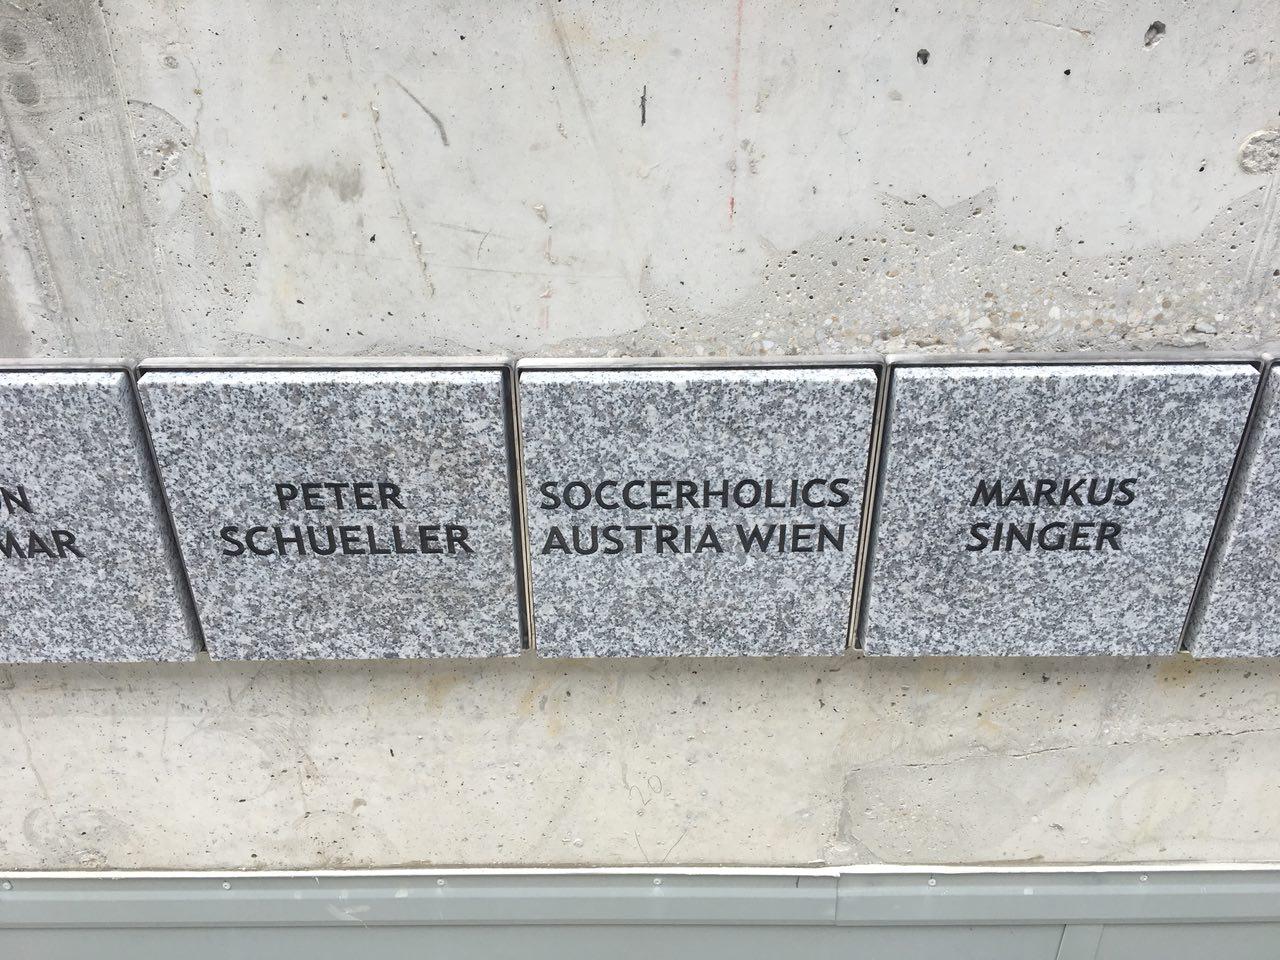 PETER
SCHUELLER
SOCCERHOLICS
AUSTRIA WIEN
MARKUS
SINGER